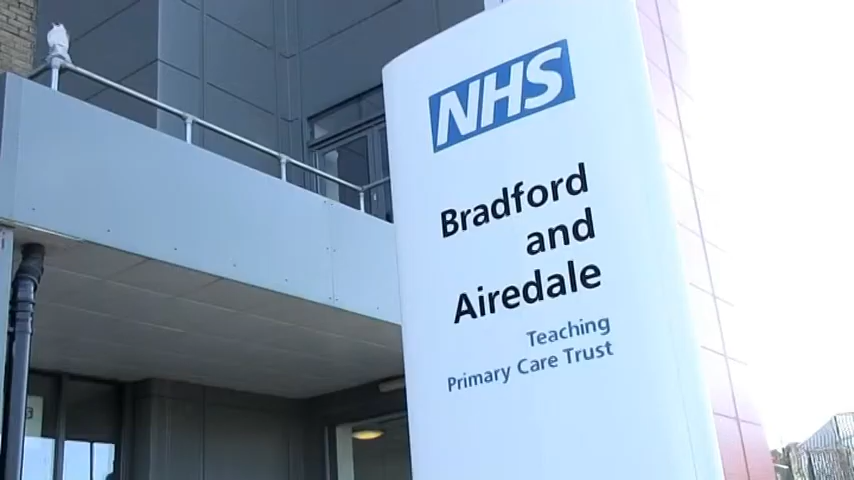 NHS
Bradford
and
Airedale
Teaching
Primary Care Trust